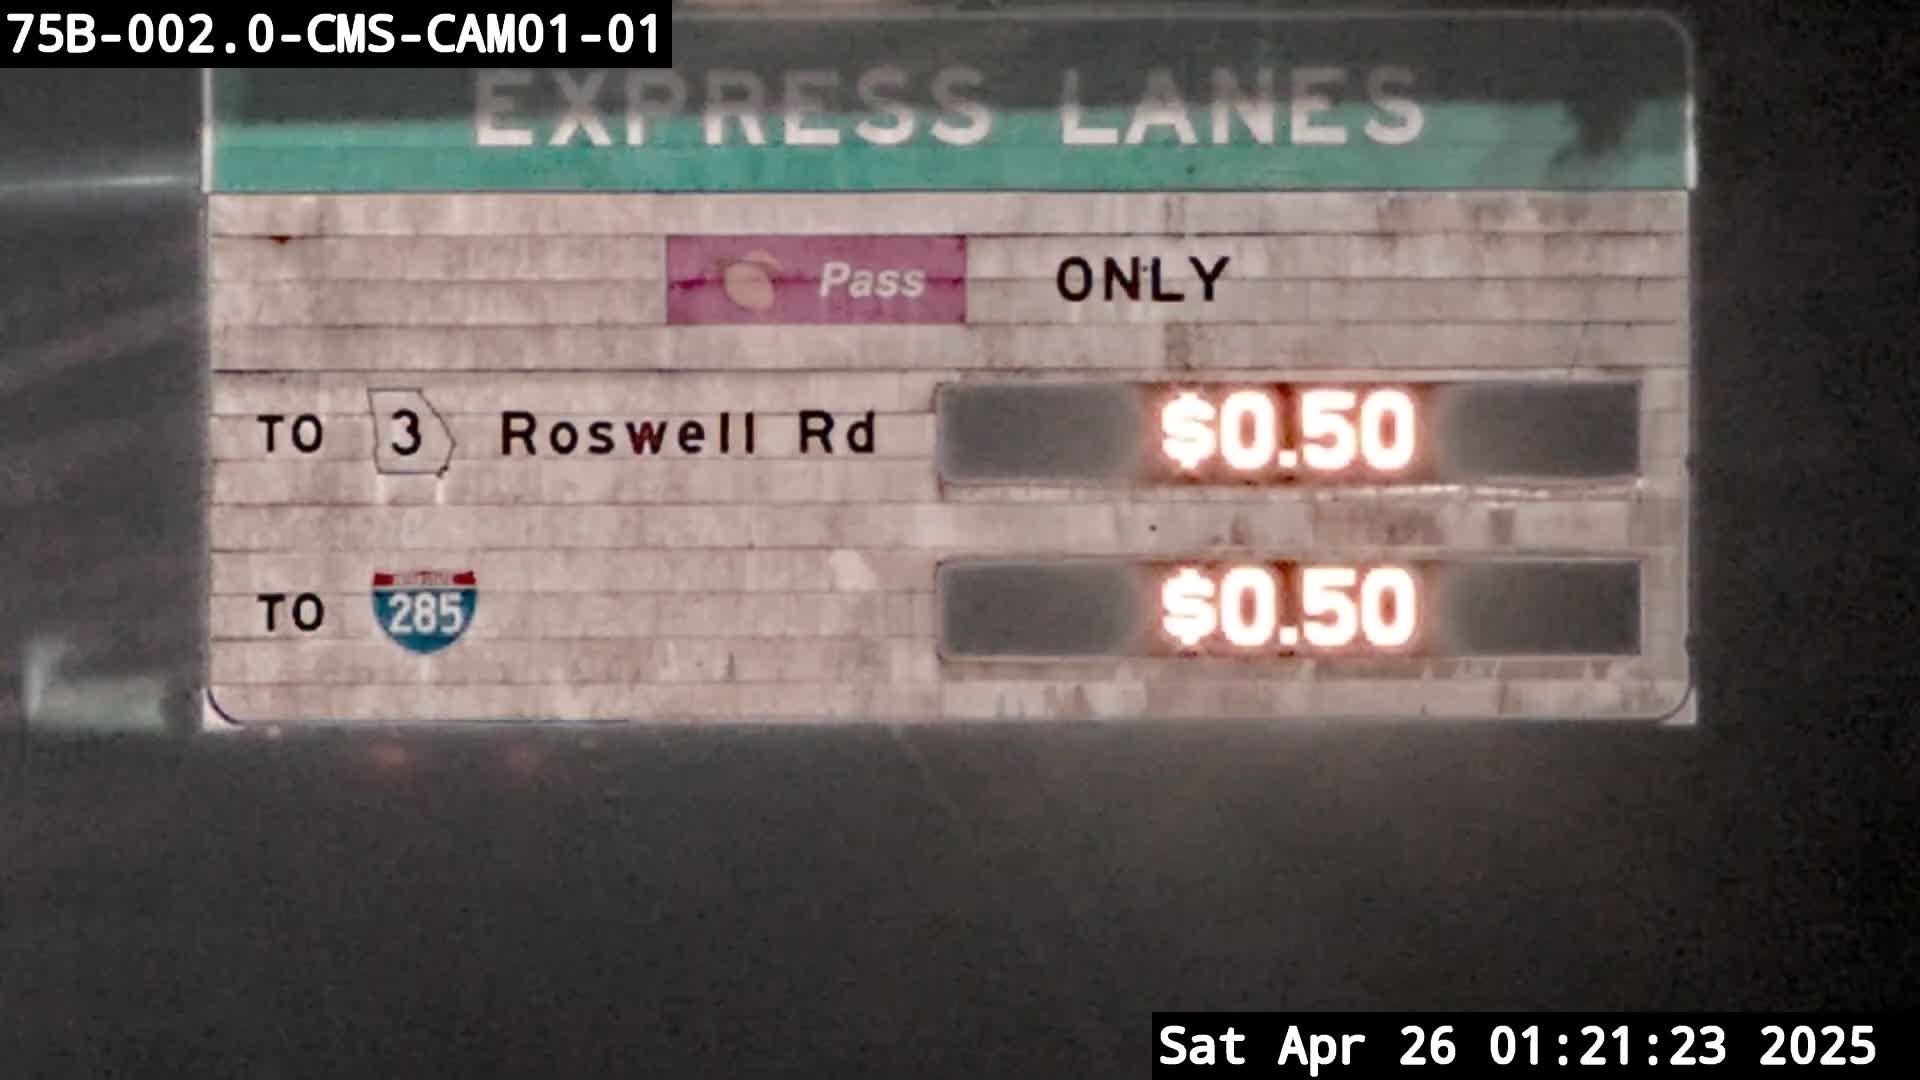 75B-002.0-CMS-CAM01-01
EXPRESS LANES
Pass ONLY
TO 3 Roswell Rd $0.50
TO 285 $0.50
Sat Apr 26 01:21:23 2025